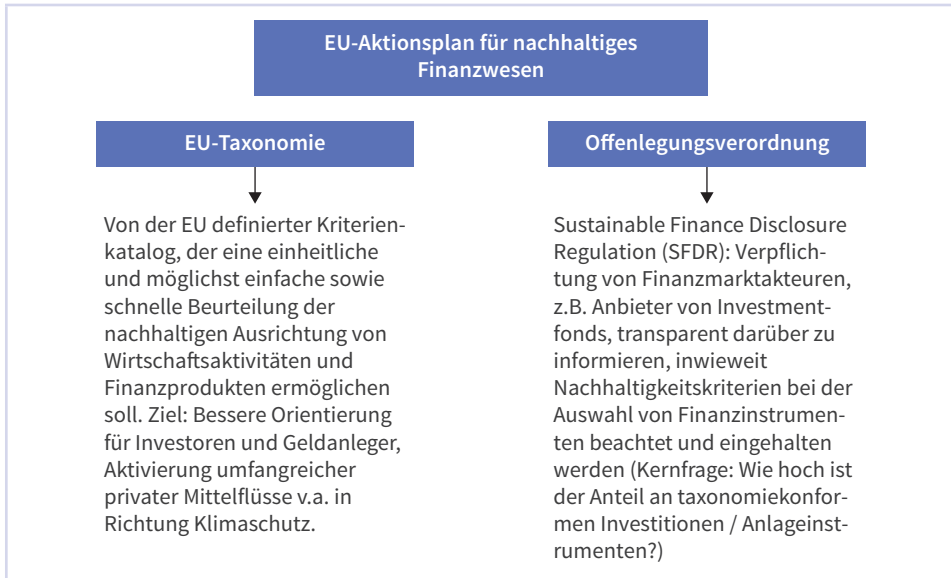 EU-Aktionsplan für nachhaltiges
Finanzwesen
EU-Taxonomie
Von der EU definierter Kriterien-
katalog, der eine einheitliche
und möglichst einfache sowie
schnelle Beurteilung der
nachhaltigen Ausrichtung von
Wirtschaftsaktivitäten und
Finanzprodukten ermöglichen
soll. Ziel: Bessere Orientierung
für Investoren und Geldanleger,
Aktivierung umfangreicher
privater Mittelflüsse v.a. in
Richtung Klimaschutz.
Offenlegungsverordnung
Sustainable Finance Disclosure
Regulation (SFDR): Verpflich-
tung von Finanzmarktakteuren,
z.B. Anbieter von Investment-
fonds, transparent darüber zu
informieren, inwieweit
Nachhaltigkeitskriterien bei der
Auswahl von Finanzinstrumen-
ten beachtet und eingehalten
werden (Kernfrage: Wie hoch ist
der Anteil an taxonomiekonfor-
men Investitionen / Anlageinst-
rumenten?)